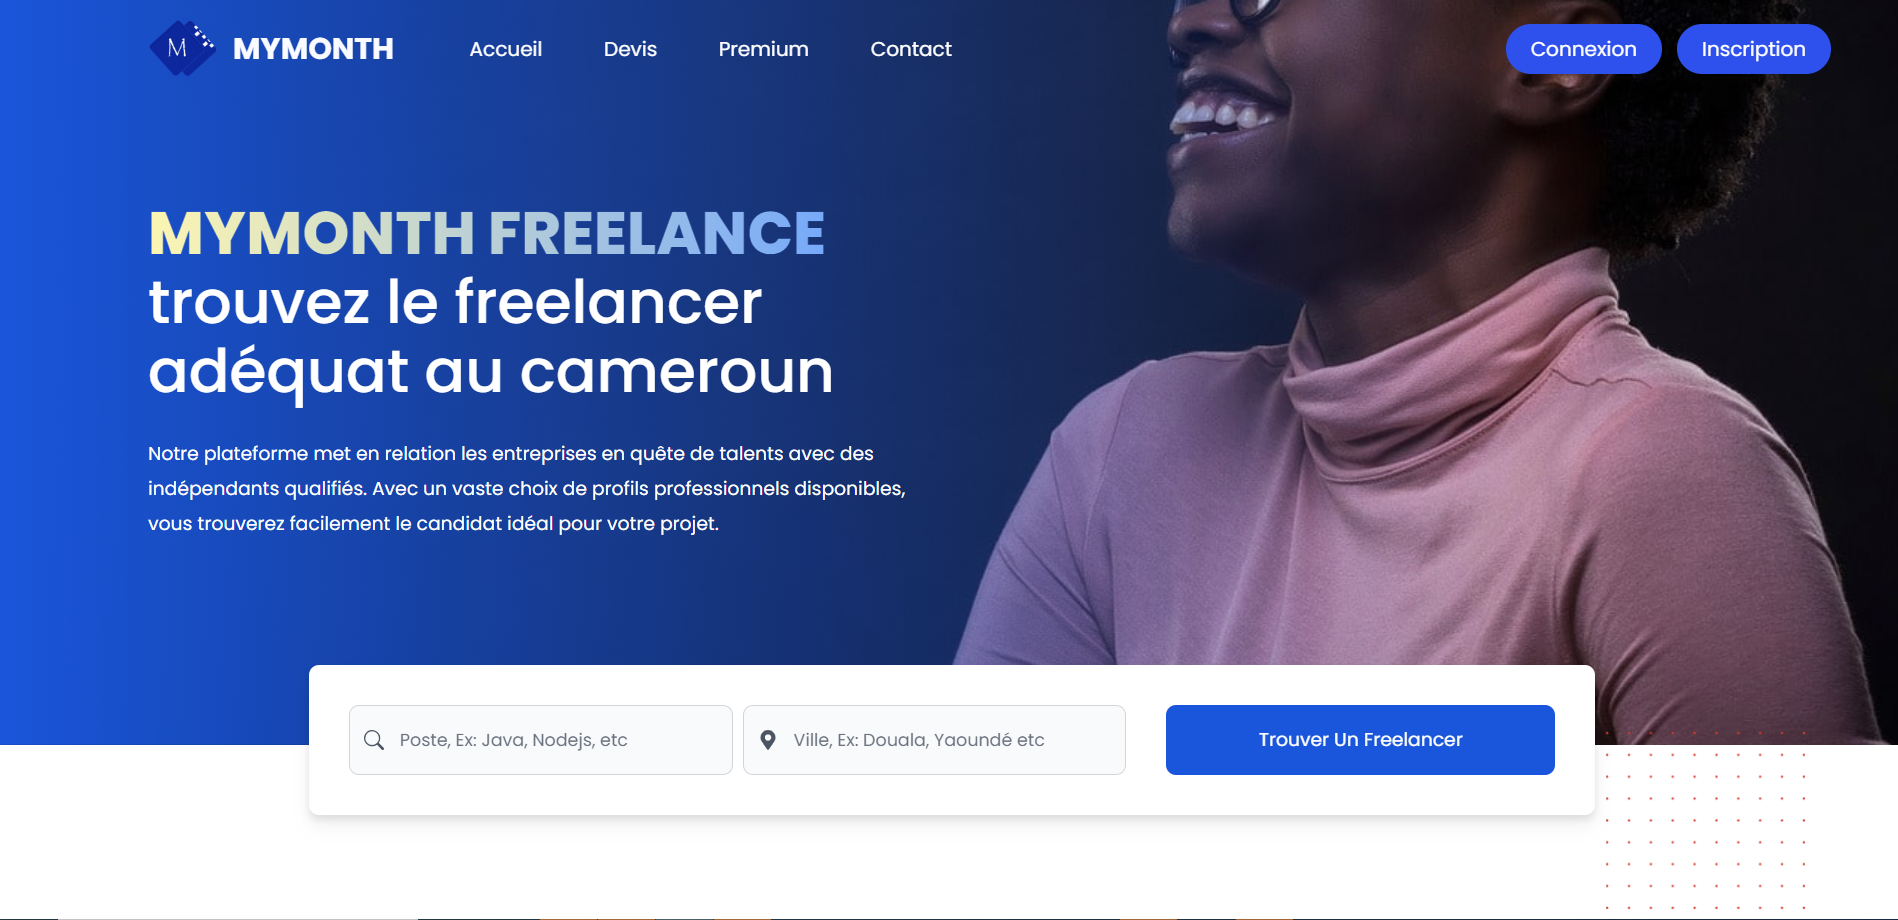 M
MYMONTH
Accueil
Devis
Premium
Contact
Connexion
Inscription
MYMONTH FREELANCE
trouvez le freelancer
adéquat au cameroun
Notre plateforme met en relation les entreprises en quête de talents avec des
indépendants qualifiés. Avec un vaste choix de profils professionnels disponibles,
vous trouverez facilement le candidat idéal pour votre projet.
Poste, Ex: Java, Nodejs, etc
Ville, Ex: Douala, Yaoundé etc
Trouver Un Freelancer